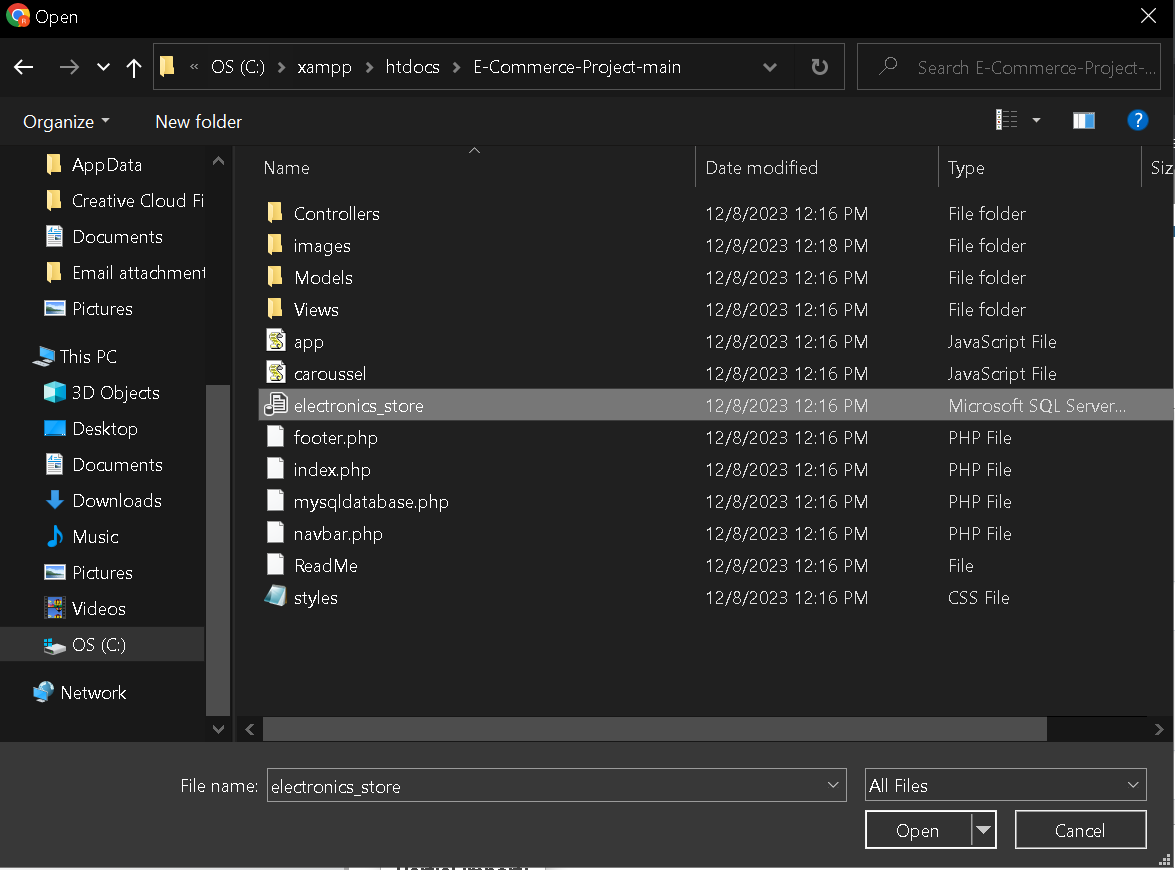 Open
« OS (C:) > xampp > htdocs > E-Commerce-Project-main
Search E-Commerce-Project-...
Organize
New folder
?
AppData
Creative Cloud Fi
Documents
Email attachment
Pictures
This PC
3D Objects
Desktop
Documents
Downloads
Music
Pictures
Videos
OS (C:)
Network
Name Date modified Type Siz
Controllers 12/8/2023 12:16 PM File folder
images 12/8/2023 12:18 PM File folder
Models 12/8/2023 12:16 PM File folder
Views 12/8/2023 12:16 PM File folder
app 12/8/2023 12:16 PM JavaScript File
caroussel 12/8/2023 12:16 PM JavaScript File
electronics_store 12/8/2023 12:16 PM Microsoft SQL Server...
footer.php 12/8/2023 12:16 PM PHP File
index.php 12/8/2023 12:16 PM PHP File
mysqldatabase.php 12/8/2023 12:16 PM PHP File
navbar.php 12/8/2023 12:16 PM PHP File
ReadMe 12/8/2023 12:16 PM File
styles 12/8/2023 12:16 PM CSS File
File name: electronics_store
All Files
Open
Cancel